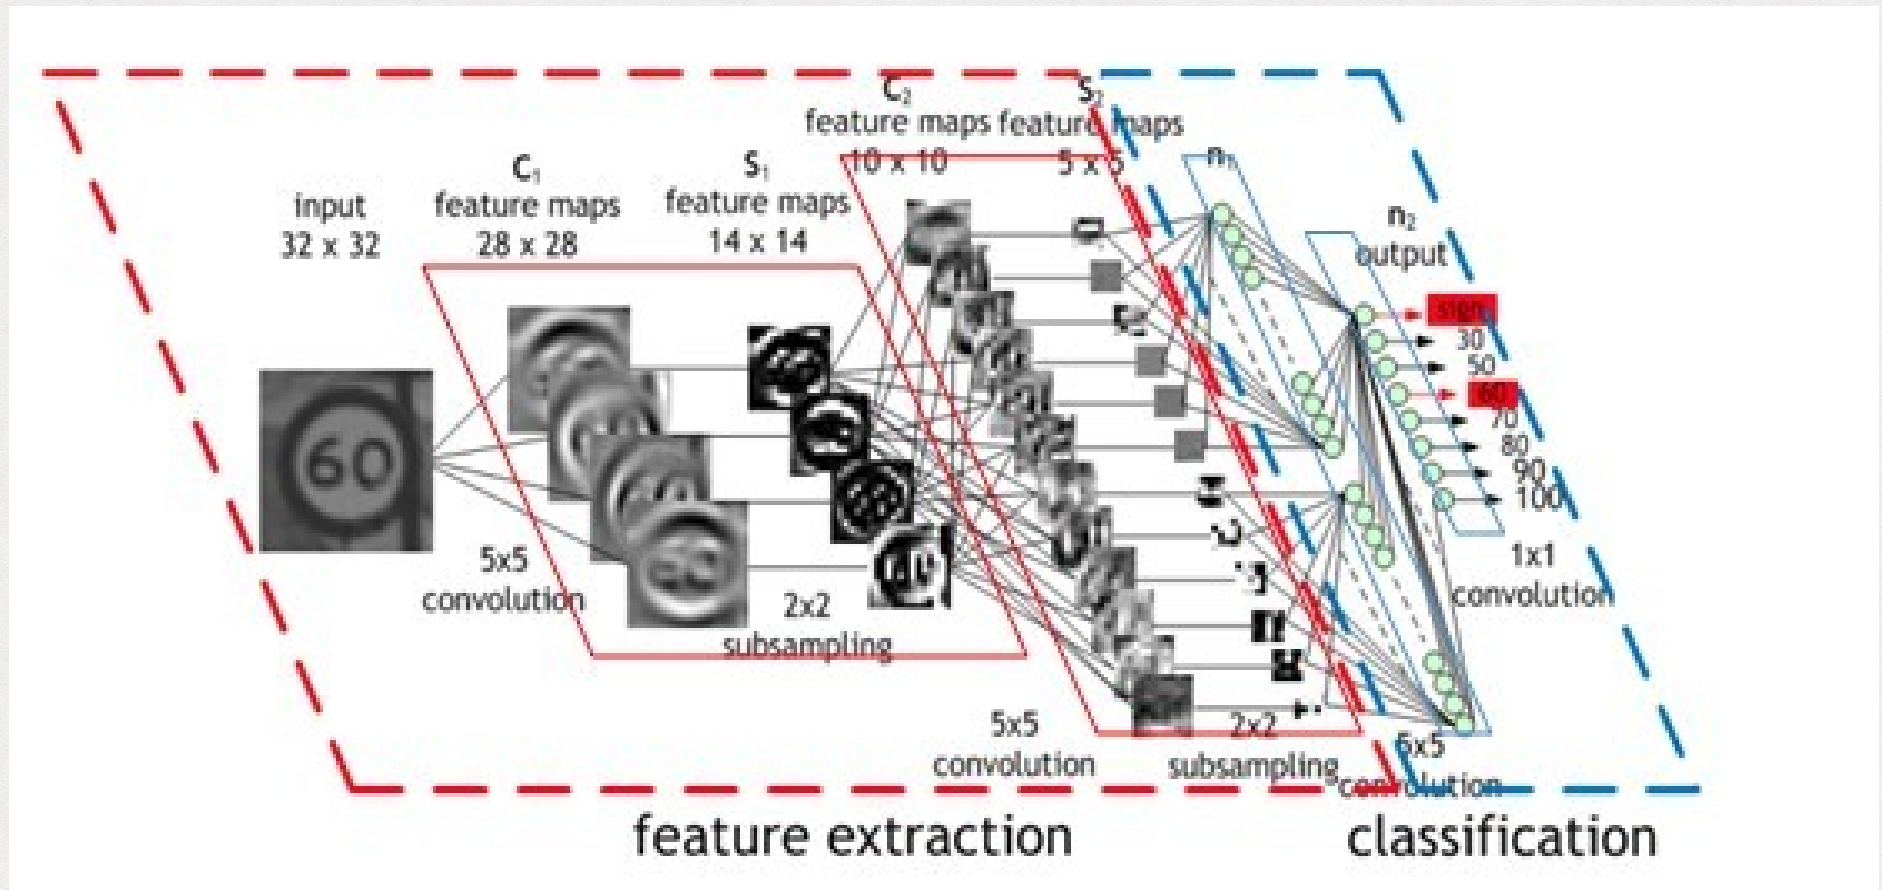 input
32 x 32
C₁
feature maps
28 x 28
S₁
feature maps
14 x 14
C₂
feature maps
10 x 10
S₂
feature maps
5 x 5
n₁
n₂
output
60
sign
30
50
60
70
80
90
100
5x5
convolution
2x2
subsampling
5x5
convolution
2x2
subsampling
5x5
convolution
1x1
convolution
feature extraction
classification